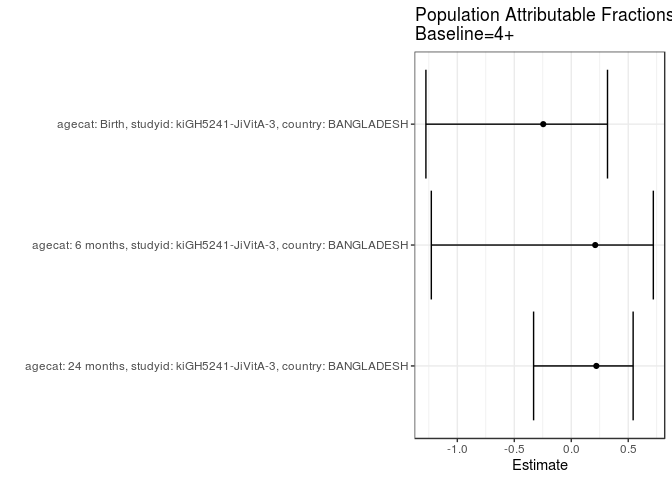 Population Attributable Fractions
Baseline=4+
agecat: Birth, studyid: kiGH5241-JiVitA-3, country: BANGLADESH
agecat: 6 months, studyid: kiGH5241-JiVitA-3, country: BANGLADESH
agecat: 24 months, studyid: kiGH5241-JiVitA-3, country: BANGLADESH
-1.0 -0.5 0.0 0.5
Estimate